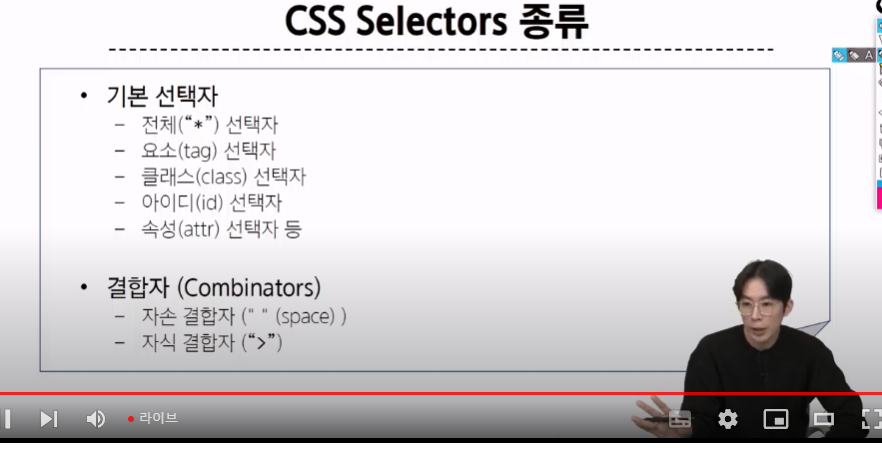 CSS Selectors 종류
• 기본 선택자
– 전체(“*”) 선택자
– 요소(tag) 선택자
– 클래스(class) 선택자
– 아이디(id) 선택자
– 속성(attr) 선택자 등
• 결합자 (Combinators)
– 자손 결합자 (" " (space) )
– 자식 결합자 (“>”)
라이브